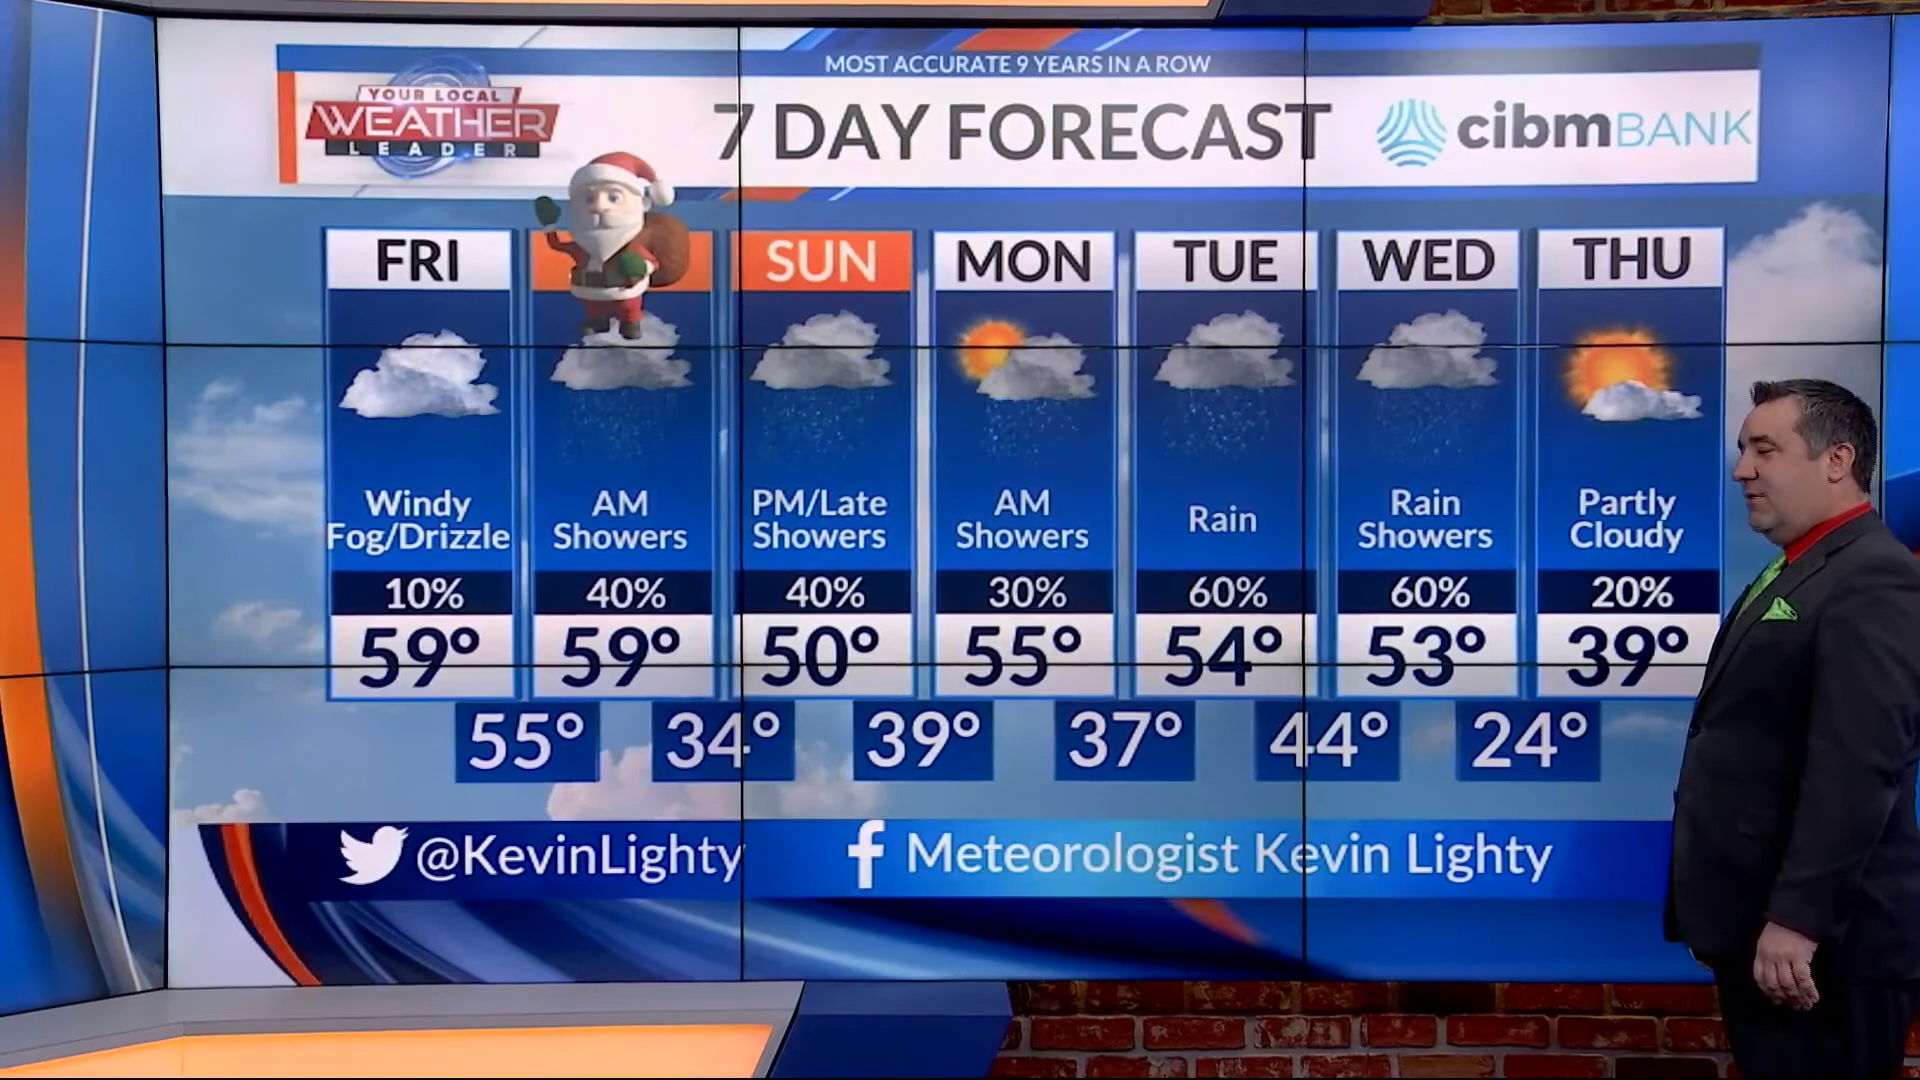 MOST ACCURATE 9 YEARS IN A ROW
YOUR LOCAL
WEATHER
LEADER
7 DAY FORECAST
cibmBANK
FRI
SUN
MON
TUE
WED
THU
Windy
Fog/Drizzle
AM
Showers
PM/Late
Showers
AM
Showers
Rain
Rain
Showers
Partly
Cloudy
10%
40%
40%
30%
60%
60%
20%
59°
59°
50°
55°
54°
53°
39°
55°
34°
39°
37°
44°
24°
@KevinLighty
f Meteorologist Kevin Lighty